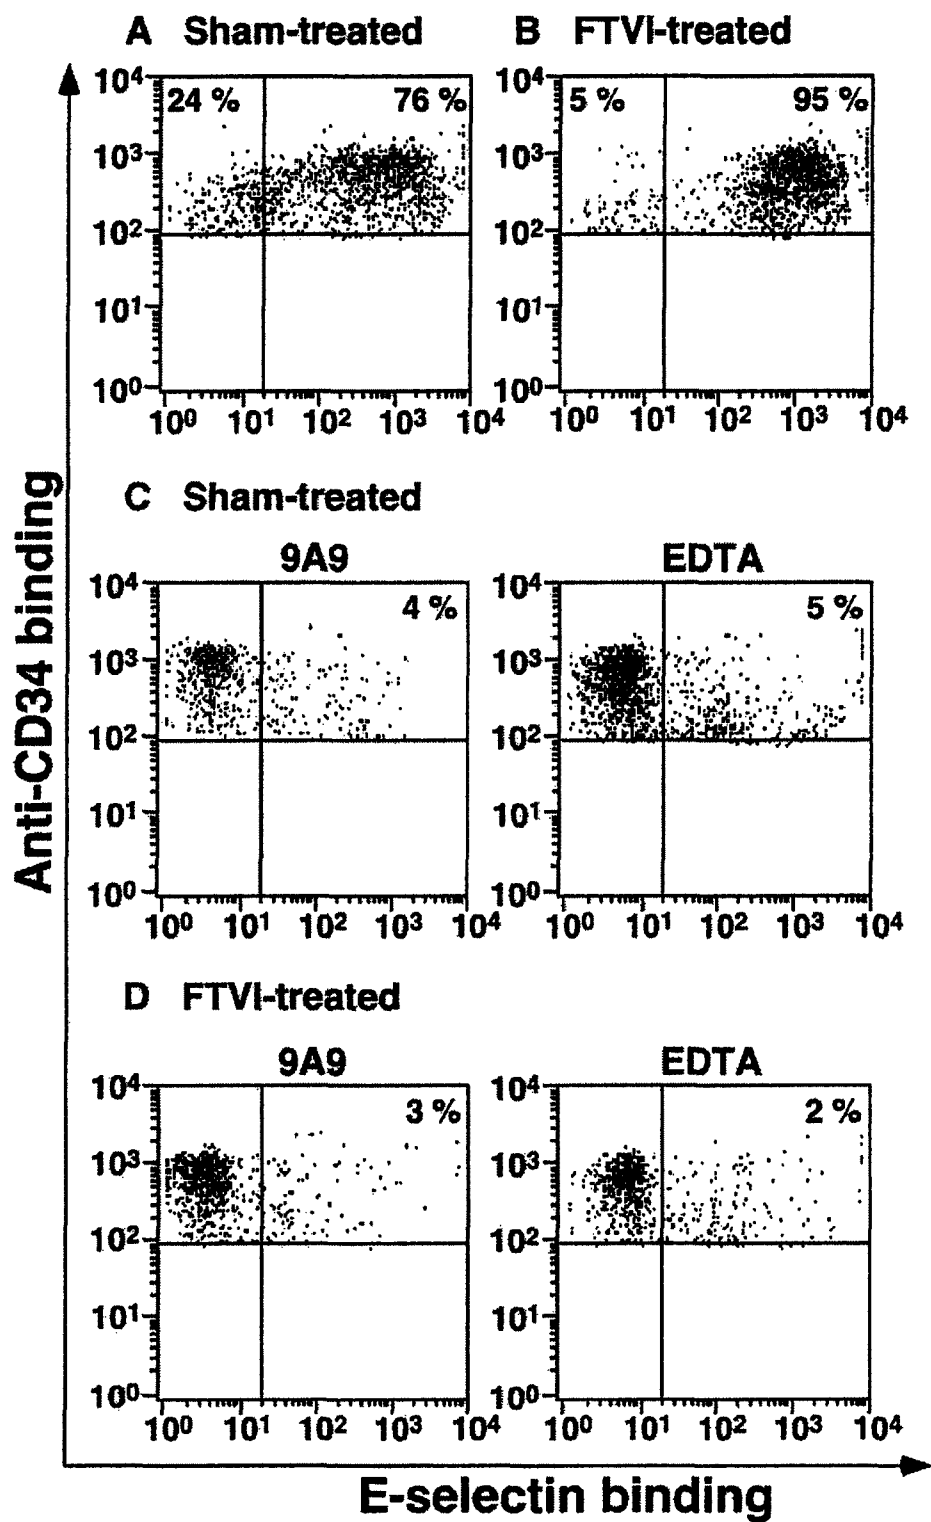 A Sham-treated
B FTVI-treated
10⁴
24 %
76 %
10³
10²
10¹
10⁰
10⁰ 10¹ 10² 10³ 10⁴
10⁴
5 %
95 %
10³
10²
10¹
10⁰
10⁰ 10¹ 10² 10³ 10⁴
C Sham-treated
9A9
10⁴
4 %
10³
10²
10¹
10⁰
10⁰ 10¹ 10² 10³ 10⁴
EDTA
10⁴
5 %
10³
10²
10¹
10⁰
10⁰ 10¹ 10² 10³ 10⁴
D FTVI-treated
9A9
10⁴
3 %
10³
10²
10¹
10⁰
10⁰ 10¹ 10² 10³ 10⁴
EDTA
10⁴
2 %
10³
10²
10¹
10⁰
10⁰ 10¹ 10² 10³ 10⁴
Anti-CD34 binding
E-selectin binding